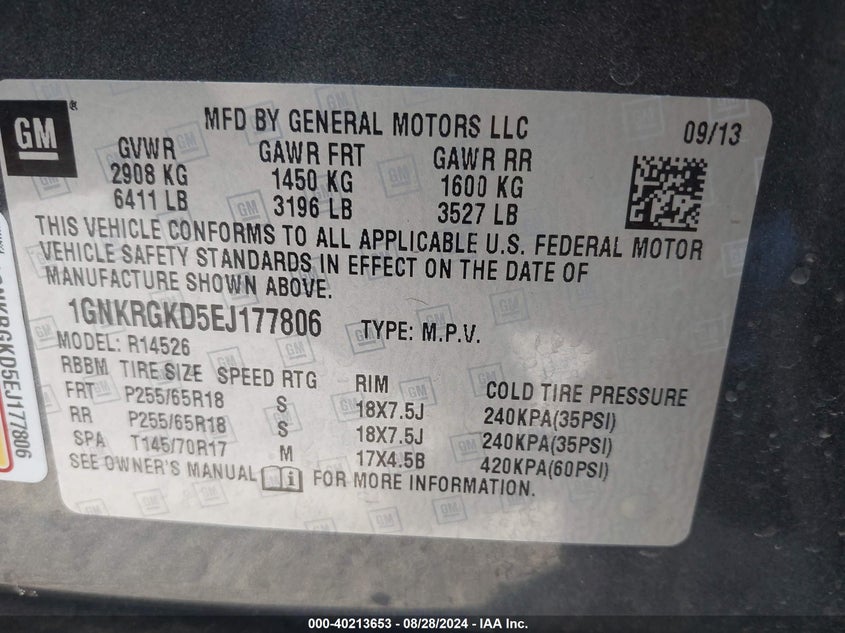 GM
MFD BY GENERAL MOTORS LLC
09/13
GVWR GAWR FRT GAWR RR
2908 KG 1450 KG 1600 KG
6411 LB 3196 LB 3527 LB
THIS VEHICLE CONFORMS TO ALL APPLICABLE U.S. FEDERAL MOTOR
VEHICLE SAFETY STANDARDS IN EFFECT ON THE DATE OF
MANUFACTURE SHOWN ABOVE.
1GNKRGKD5EJ177806 TYPE: M.P.V.
MODEL: R14526
RBBM TIRE SIZE SPEED RTG RIM COLD TIRE PRESSURE
FRT P255/65R18 S 18X7.5J 240KPA(35PSI)
RR P255/65R18 S 18X7.5J 240KPA(35PSI)
SPA T145/70R17 M 17X4.5B 420KPA(60PSI)
SEE OWNER'S MANUAL FOR MORE INFORMATION.
1GNKRGKD5EJ177806
000-40213653 - 08/28/2024 - IAA Inc.